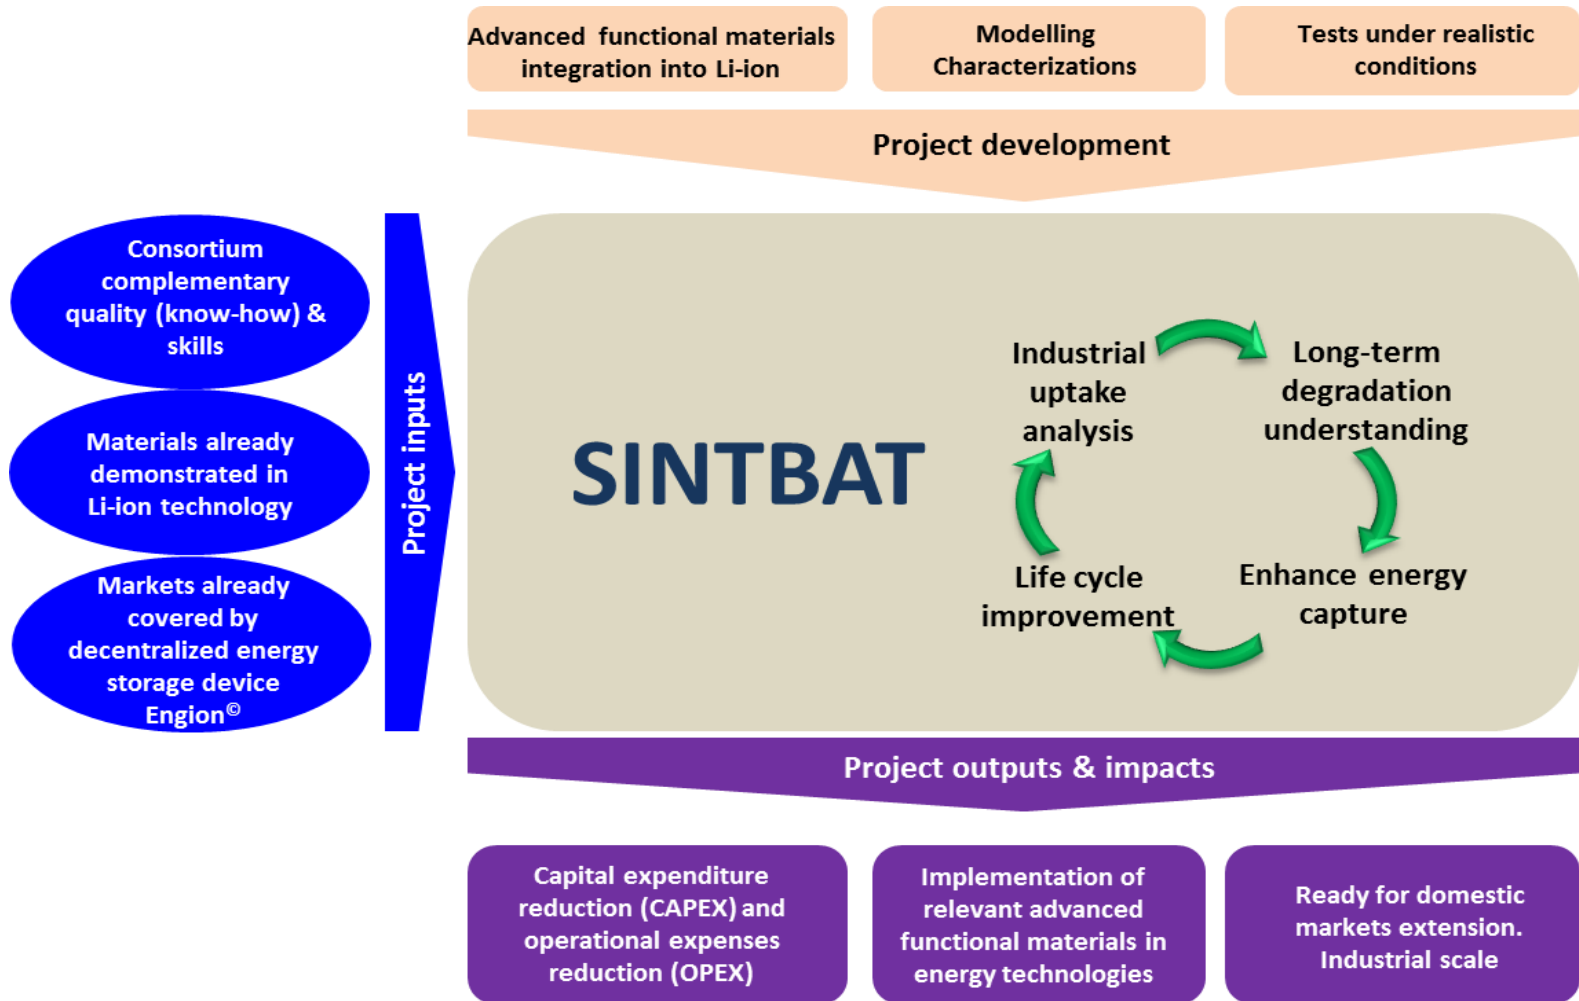 Advanced functional materials
integration into Li-ion
Modelling
Characterizations
Tests under realistic
conditions
Project development
Consortium
complementary
quality (know-how) &
skills
Materials already
demonstrated in
Li-ion technology
Markets already
covered by
decentralized energy
storage device
Engion©
Project inputs
SINTBAT
Industrial
uptake
analysis
Long-term
degradation
understanding
Enhance energy
capture
Life cycle
improvement
Project outputs & impacts
Capital expenditure
reduction (CAPEX) and
operational expenses
reduction (OPEX)
Implementation of
relevant advanced
functional materials in
energy technologies
Ready for domestic
markets extension.
Industrial scale